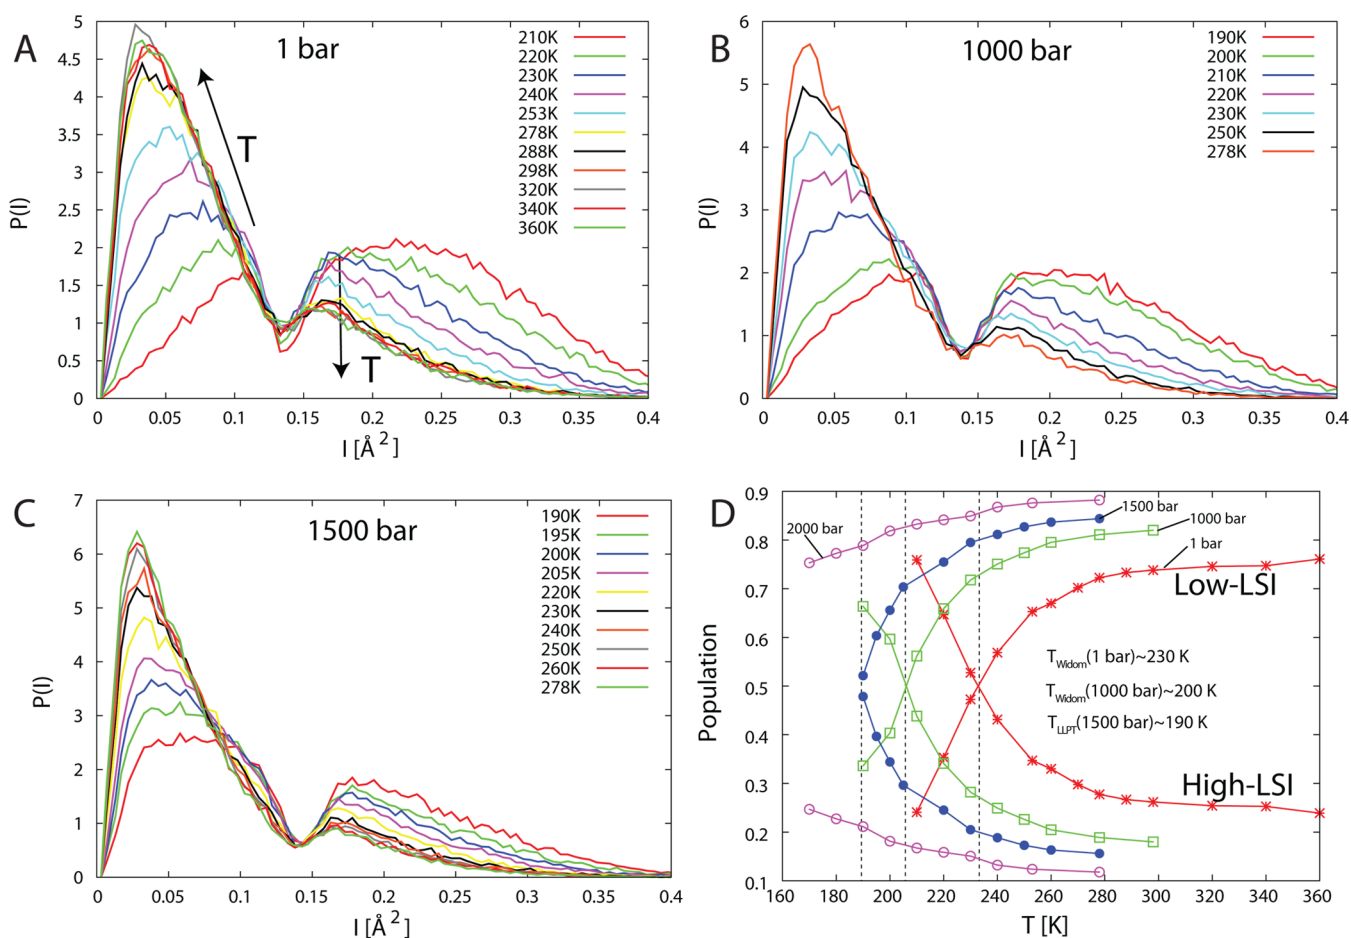 A
1 bar
5
4.5
4
3.5
3
2.5
2
1.5
1
0.5
0
P(I)
T
T
210K
220K
230K
240K
253K
278K
288K
298K
320K
340K
360K
0
0.05
0.1
0.15
0.2
0.25
0.3
0.35
0.4
I [Å²]
B
1000 bar
6
5
4
3
2
1
0
P(I)
190K
200K
210K
220K
230K
250K
278K
0
0.05
0.1
0.15
0.2
0.25
0.3
0.35
0.4
I [Å²]
C
1500 bar
7
6
5
4
3
2
1
0
P(I)
190K
195K
200K
205K
220K
230K
240K
250K
260K
278K
0
0.05
0.1
0.15
0.2
0.25
0.3
0.35
0.4
I [Å²]
D
0.9
0.8
0.7
0.6
0.5
0.4
0.3
0.2
0.1
Population
2000 bar
1500 bar
1000 bar
1 bar
Low-LSI
T_Widom(1 bar)~230 K
T_Widom(1000 bar)~200 K
T_LLPT(1500 bar)~190 K
High-LSI
160
180
200
220
240
260
280
300
320
340
360
T [K]